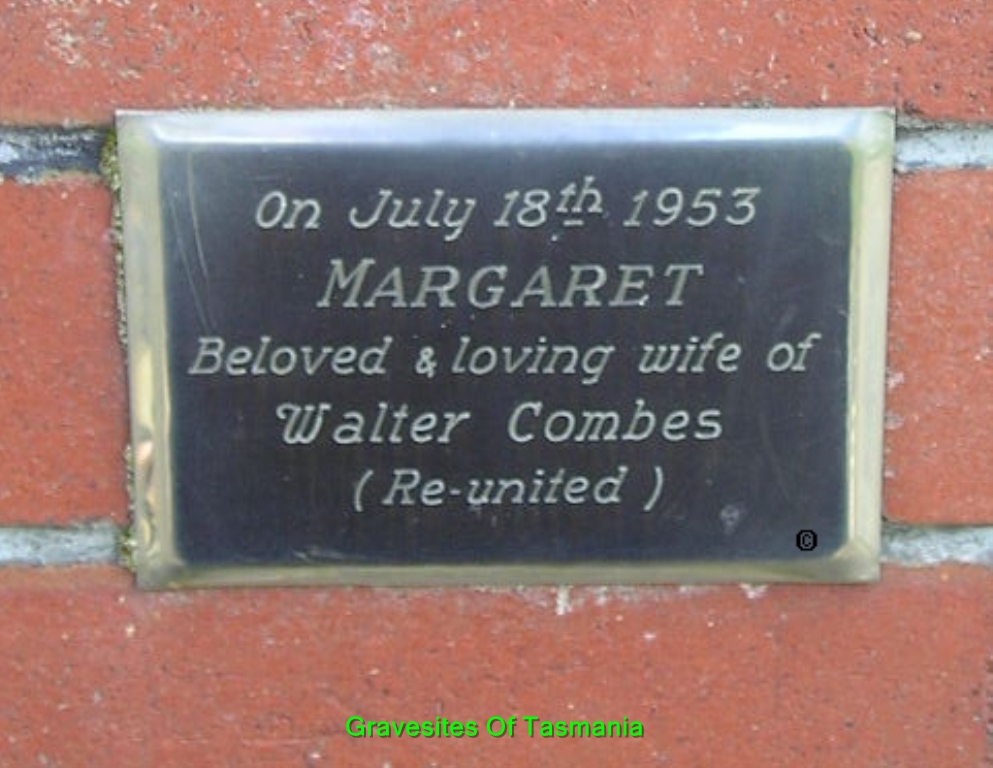 On July 18th 1953
MARGARET
Beloved & loving wife of
Walter Combes
(Re-united)
©
Gravesites Of Tasmania